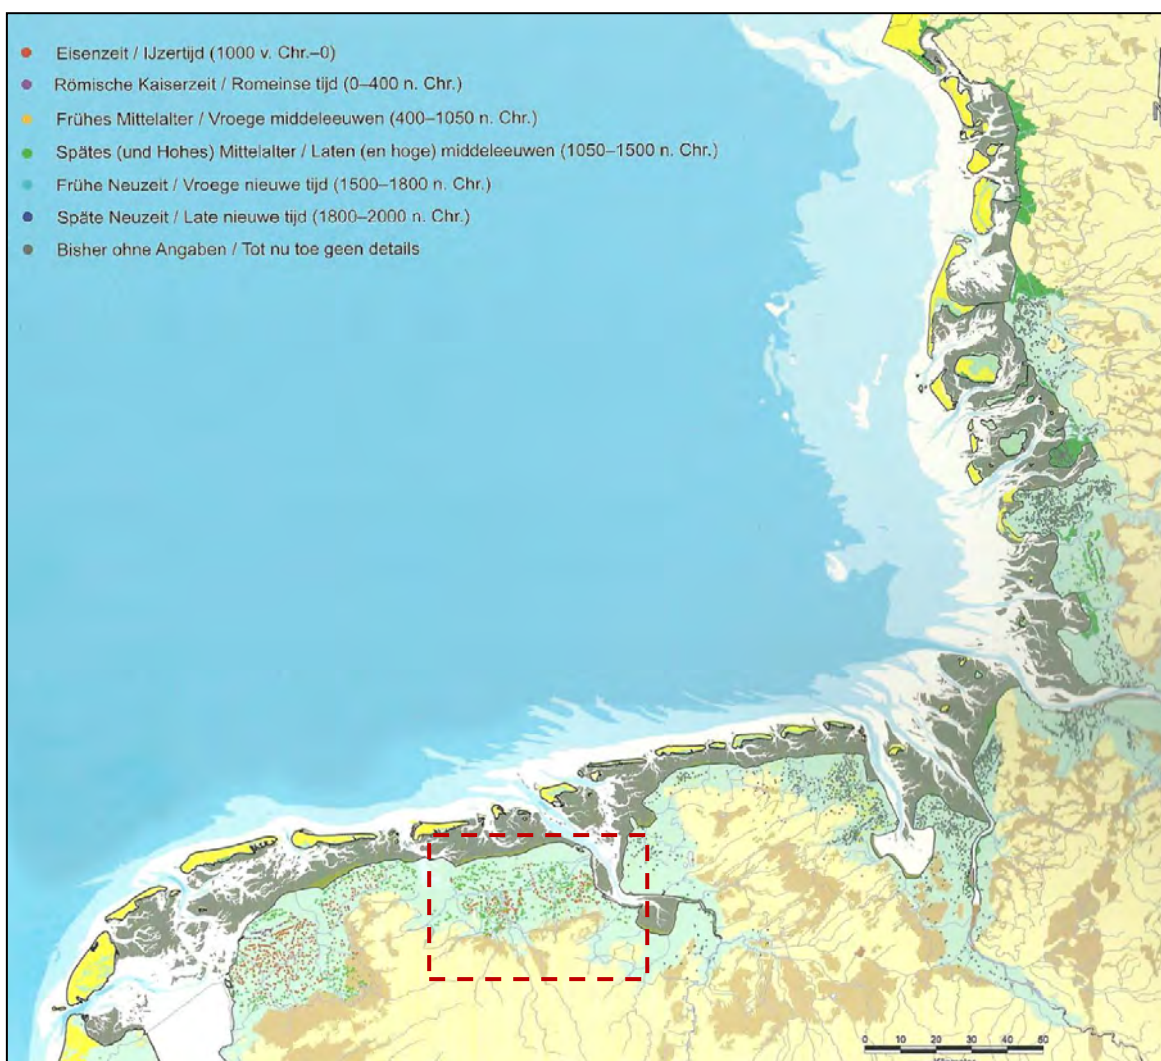 Eisenzeit / IJzertijd (1000 v. Chr.–0)
Römische Kaiserzeit / Romeinse tijd (0–400 n. Chr.)
Frühes Mittelalter / Vroege middeleeuwen (400–1050 n. Chr.)
Spätes (und Hohes) Mittelalter / Laten (en hoge) middeleeuwen (1050–1500 n. Chr.)
Frühe Neuzeit / Vroege nieuwe tijd (1500–1800 n. Chr.)
Späte Neuzeit / Late nieuwe tijd (1800–2000 n. Chr.)
Bisher ohne Angaben / Tot nu toe geen details
0 10 20 30 40 50